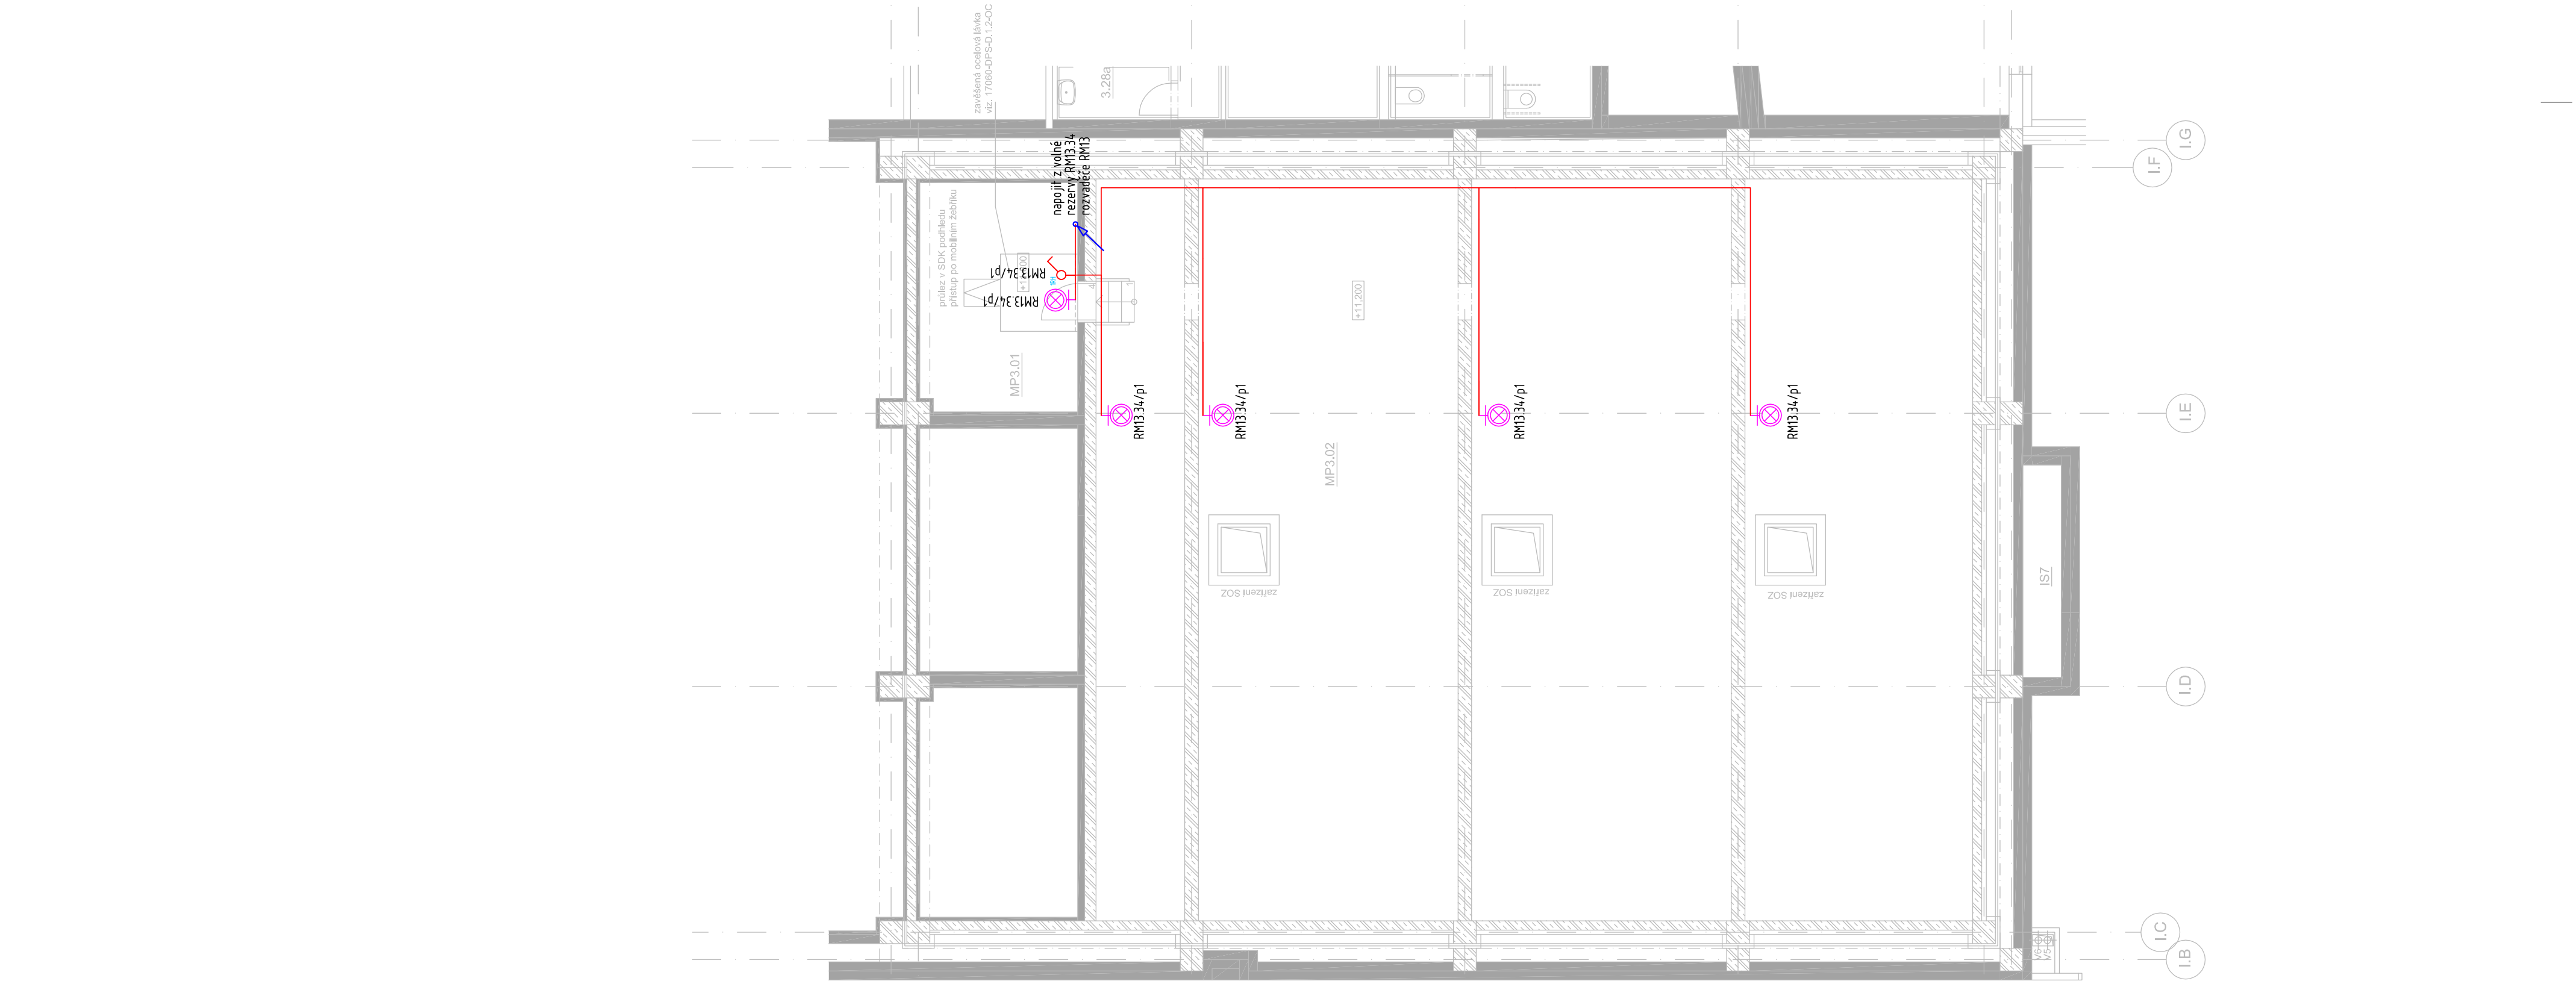 zavěšená ocelová lávka
viz. 17060-DPS-D.1.2-OC
3.28a
I.G
I.F
napojit z volné
rezervy RM13.34
rozvaděče RM13
průlez v SDK podhledu
přístup po mobilním žebříku
RM13.34/p1
RM13.34/p1
4
1
+11.200
MP3.01
RM13.34/p1
RM13.34/p1
RM13.34/p1
RM13.34/p1
I.E
MP3.02
zařízení SOZ
zařízení SOZ
zařízení SOZ
IS7
I.D
I.C
I.B